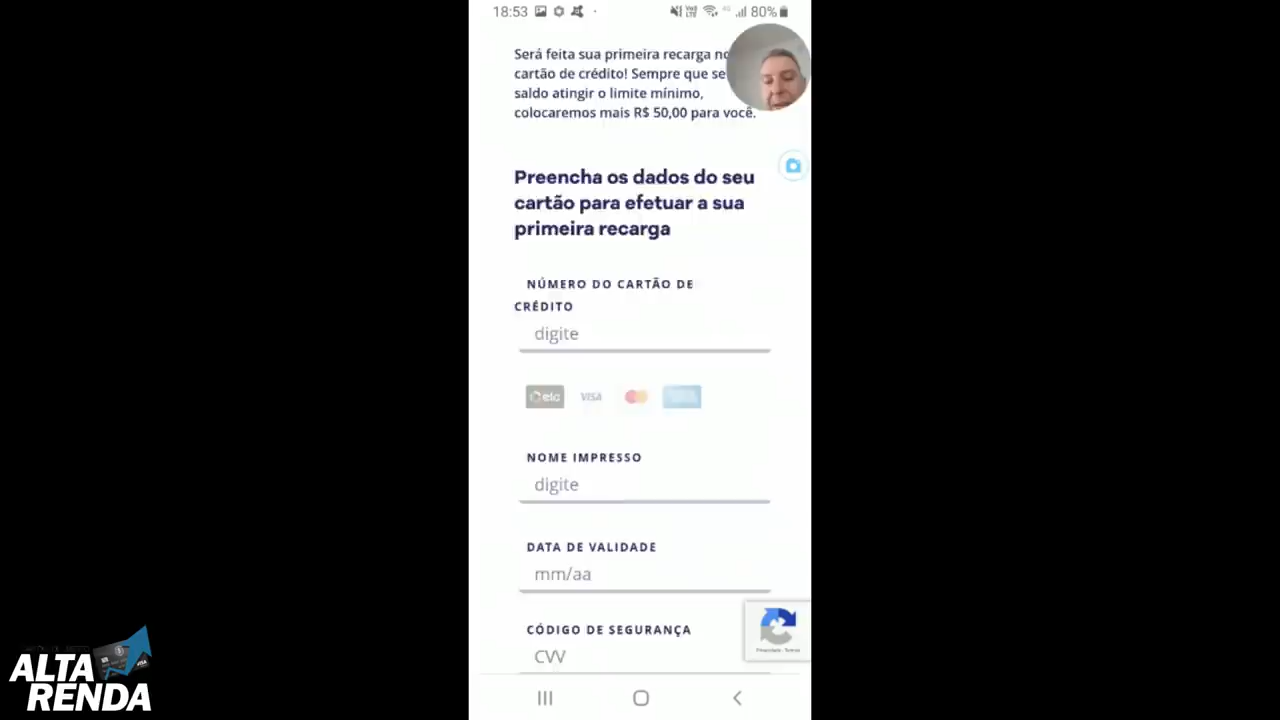 18:53
80%
Será feita sua primeira recarga no
cartão de crédito! Sempre que se
saldo atingir o limite mínimo,
colocaremos mais R$ 50,00 para você.
Preencha os dados do seu
cartão para efetuar a sua
primeira recarga
NÚMERO DO CARTÃO DE
CRÉDITO
digite
elo VISA
NOME IMPRESSO
digite
DATA DE VALIDADE
mm/aa
CÓDIGO DE SEGURANÇA
CVV
Privacidade - Termos
ALTA
RENDA